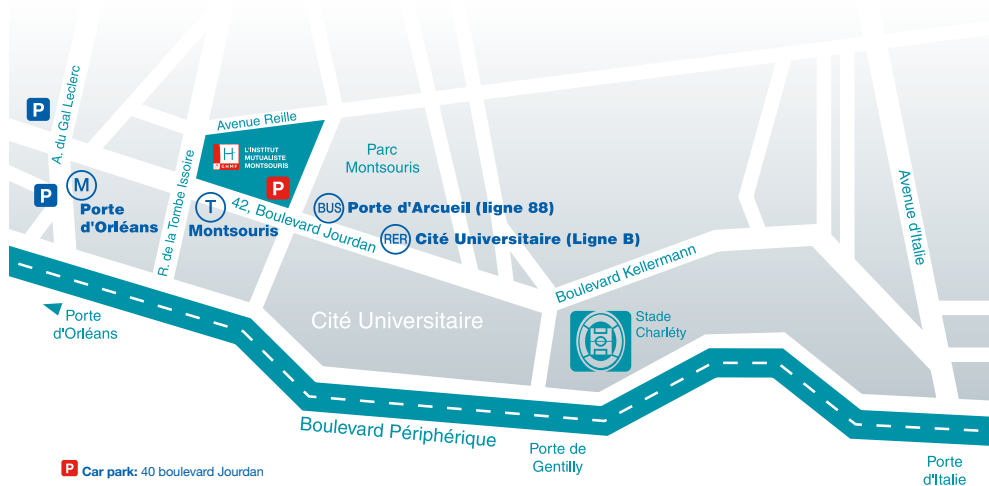 A. du Gal Leclerc
P
Avenue Reille
H
L'INSTITUT
MUTUALISTE
MONTSOURIS
Parc
Montsouris
R. de la Tombe Issoire
Avenue d'Italie
P
M
Porte
d'Orléans
T
Montsouris
P
42, Boulevard Jourdan
BUS Porte d'Arcueil (ligne 88)
RER Cité Universitaire (Ligne B)
Boulevard Kellermann
Porte
d'Orléans
Cité Universitaire
Stade
Charléty
Boulevard Périphérique
Porte de
Gentilly
Porte
d'Italie
P Car park: 40 boulevard Jourdan